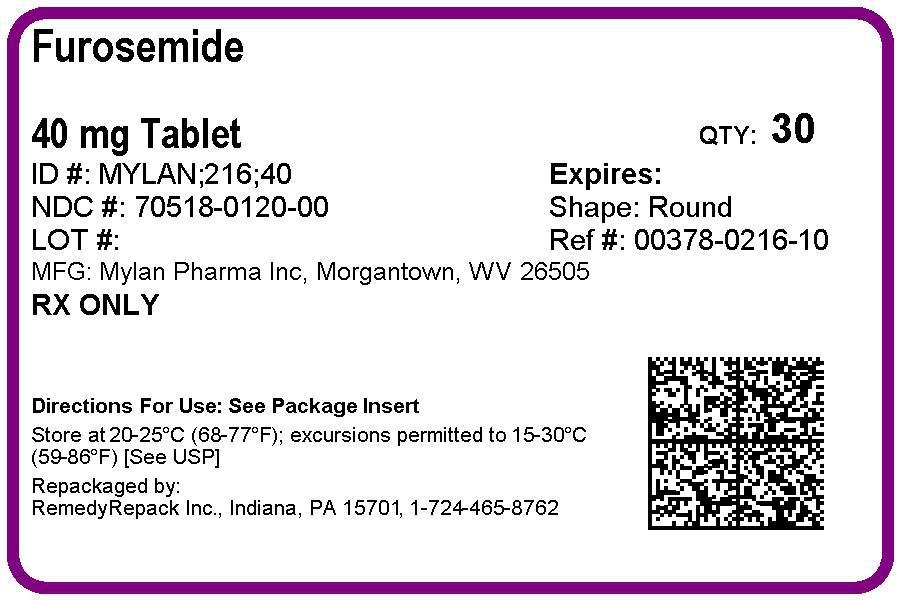 Furosemide
40 mg Tablet
QTY: 30
ID #: MYLAN;216;40
Expires:
NDC #: 70518-0120-00
Shape: Round
LOT #:
Ref #: 00378-0216-10
MFG: Mylan Pharma Inc, Morgantown, WV 26505
RX ONLY
Directions For Use: See Package Insert
Store at 20-25°C (68-77°F); excursions permitted to 15-30°C
(59-86°F) [See USP]
Repackaged by:
RemedyRepack Inc., Indiana, PA 15701, 1-724-465-8762